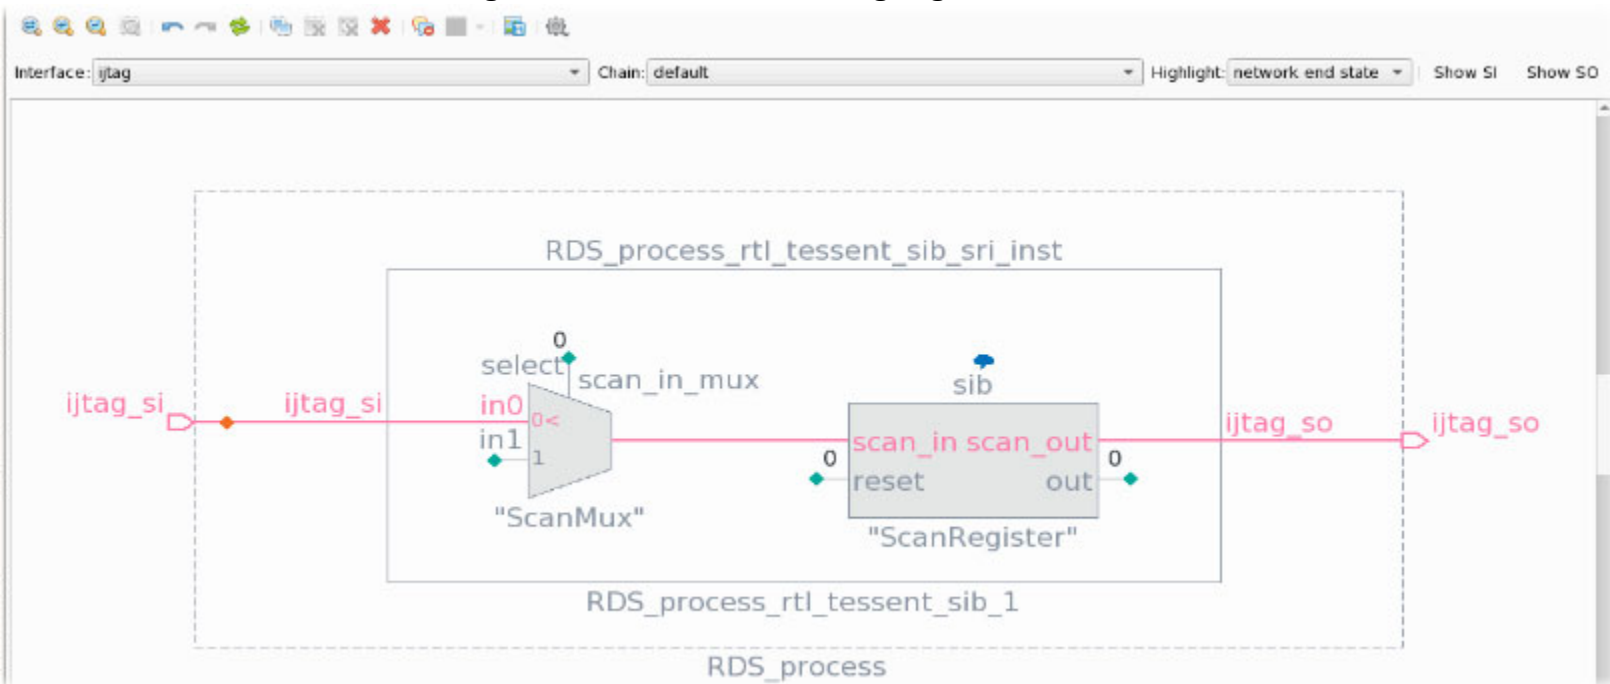 Interface: ijtag Chain: default Highlight: network end state Show SI Show SO
RDS_process_rtl_tessent_sib_sri_inst
0
select
scan_in_mux
sib
ijtag_si
ijtag_si
in0
0<
in1
1
"ScanMux"
scan_in scan_out
0
reset
out
0
"ScanRegister"
ijtag_so
ijtag_so
RDS_process_rtl_tessent_sib_1
RDS_process